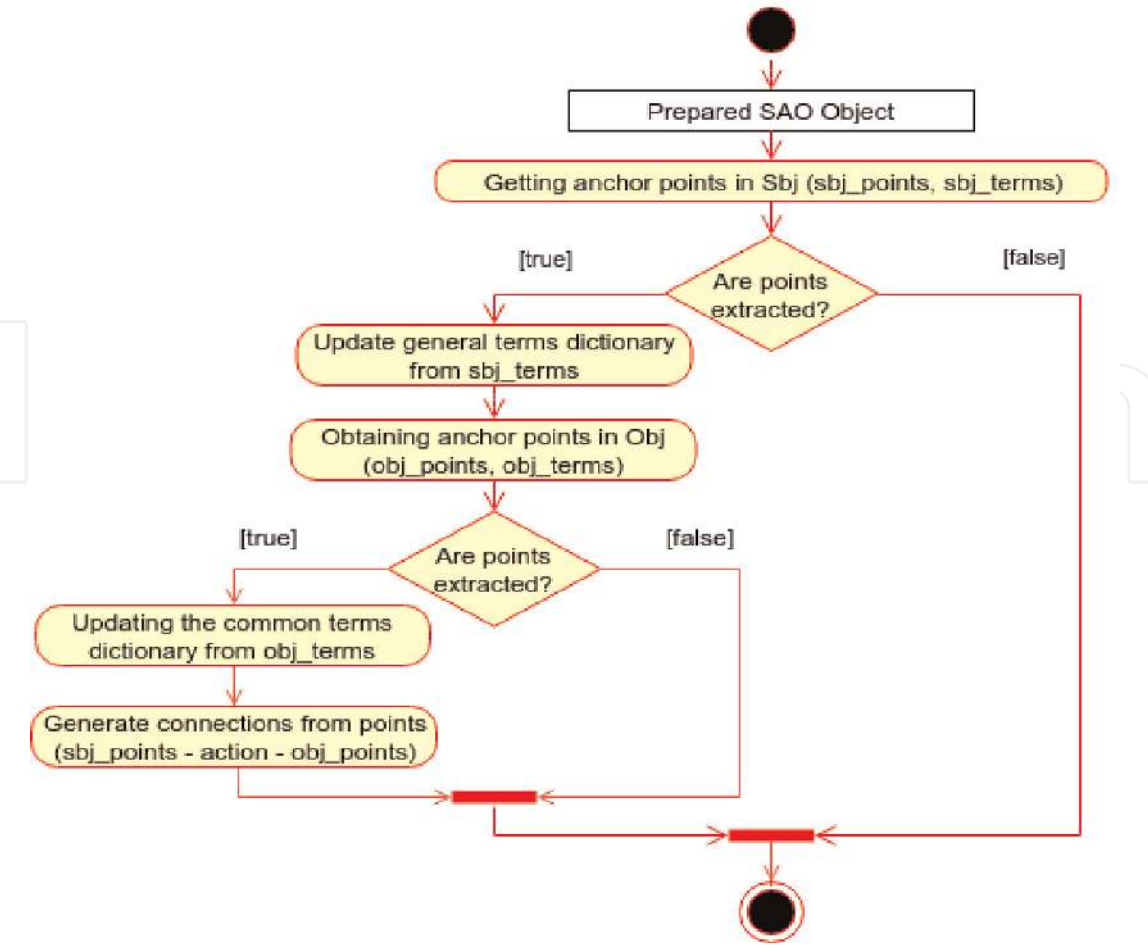 Prepared SAO Object
Getting anchor points in Sbj (sbj_points, sbj_terms)
[true]
[false]
Are points
extracted?
Update general terms dictionary
from sbj_terms
Obtaining anchor points in Obj
(obj_points, obj_terms)
[true]
[false]
Are points
extracted?
Updating the common terms
dictionary from obj_terms
Generate connections from points
(sbj_points - action - obj_points)